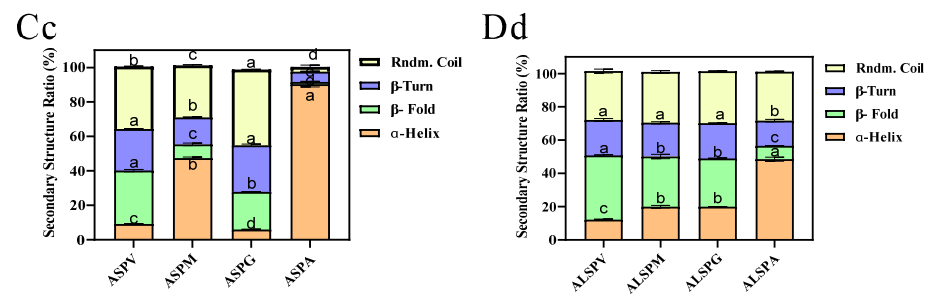 Cc
Secondary Structure Ratio (%)
100
80
60
40
20
0
b
a
a
c
c
b
c
b
a
a
b
d
d
a
ASPV
ASPM
ASPG
ASPA
Rndm. Coil
β-Turn
β- Fold
α-Helix
Dd
Secondary Structure Ratio (%)
100
80
60
40
20
0
a
a
c
a
b
b
a
b
b
b
c
a
ALSPV
ALSPM
ALSPG
ALSPA
Rndm. Coil
β-Turn
β- Fold
α-Helix